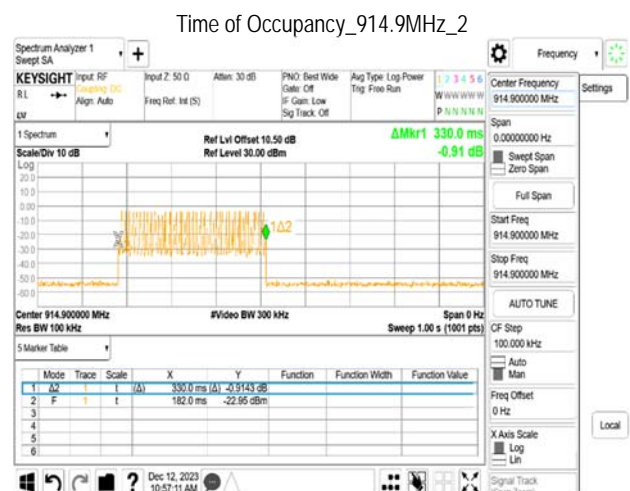 Time of Occupancy_914.9MHz_2
Spectrum Analyzer 1
Swept SA
Frequency
KEYSIGHT
RL
Input: RF
Coupling: DC
Align: Auto
Input Z: 50 Ω
Freq Ref: Int (S)
Atten: 30 dB
PNO: Best Wide
Gate: Off
IF Gain: Low
Sig Track: Off
Avg Type: Log-Power
Trig: Free Run
1 2 3 4 5 6
W W W W W W
P N N N N N
Center Frequency
914.900000 MHz
Settings
Span
0.00000000 Hz
Swept Span
Zero Span
Full Span
Start Freq
914.900000 MHz
Stop Freq
914.900000 MHz
AUTO TUNE
CF Step
100.000 kHz
Auto
Man
Freq Offset
0 Hz
X Axis Scale
Log
Lin
Signal Track
Local
1 Spectrum
Scale/Div 10 dB
Ref Lvl Offset 10.50 dB
Ref Level 30.00 dBm
ΔMkr1 330.0 ms
-0.91 dB
Log
20.0
10.0
0.00
-10.0
-20.0
-30.0
-40.0
-50.0
-60.0
1Δ2
Center 914.900000 MHz
Res BW 100 kHz
#Video BW 300 kHz
Span 0 Hz
Sweep 1.00 s (1001 pts)
5 Marker Table
Mode Trace Scale X Y Function Function Width Function Value
1 Δ2 1 t (Δ) 330.0 ms (Δ) -0.9143 dB
2 F 1 t 182.0 ms -22.95 dBm
3
4
5
6
Dec 12, 2023
10:57:11 AM